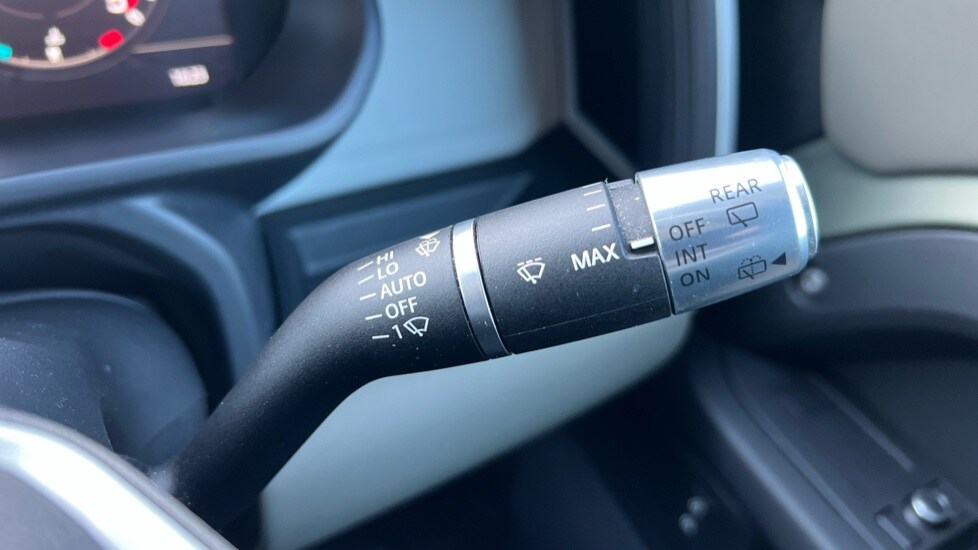 HI
LO
AUTO
OFF
1
MAX
REAR
OFF
INT
ON